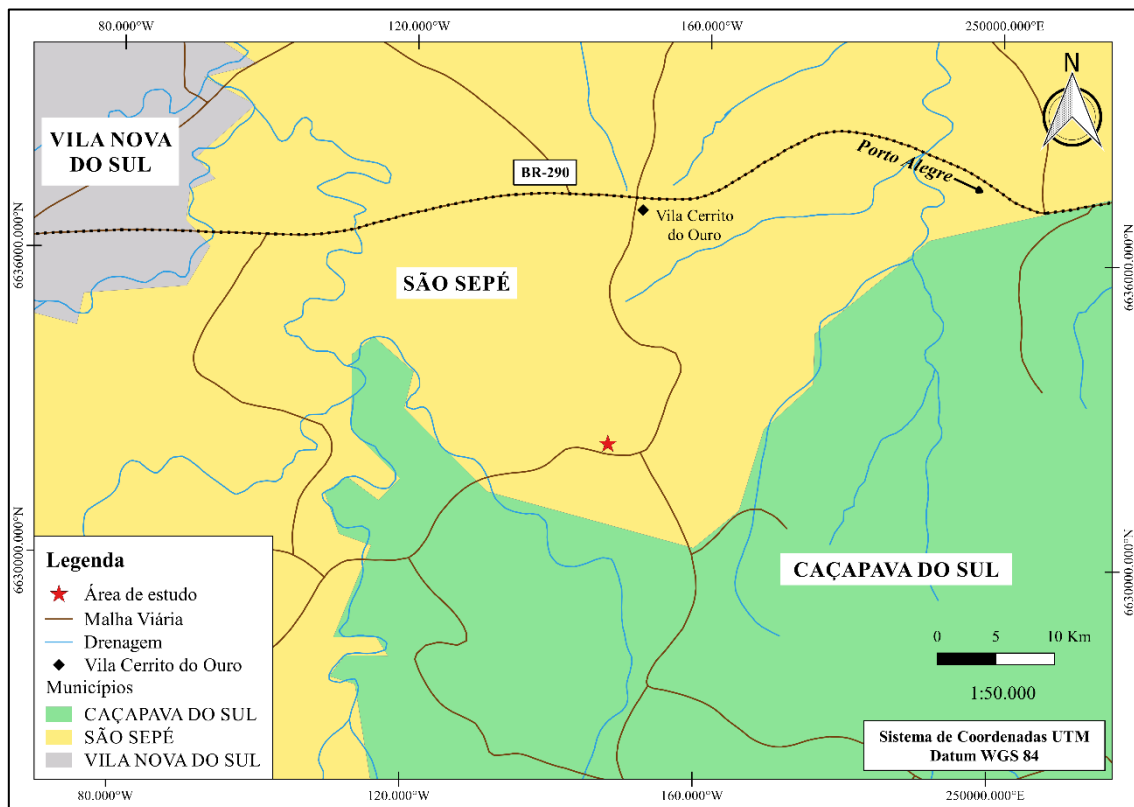 80.000°W
120.000°W
160.000°W
250000.000°W
N
VILA NOVA
DO SUL
BR-290
Porto Alegre
Vila Cerrito
do Ouro
6636000.000°N
6636000.000°N
SÃO SEPÉ
6630000.000°N
6630000.000°N
CAÇAPAVA DO SUL
Legenda
Área de estudo
Malha Viária
Drenagem
Vila Cerrito do Ouro
Municípios
CAÇAPAVA DO SUL
SÃO SEPÉ
VILA NOVA DO SUL
0 5 10 Km
1:50.000
Sistema de Coordenadas UTM
Datum WGS 84
80.000°W
120.000°W
160.000°W
250000.000°W